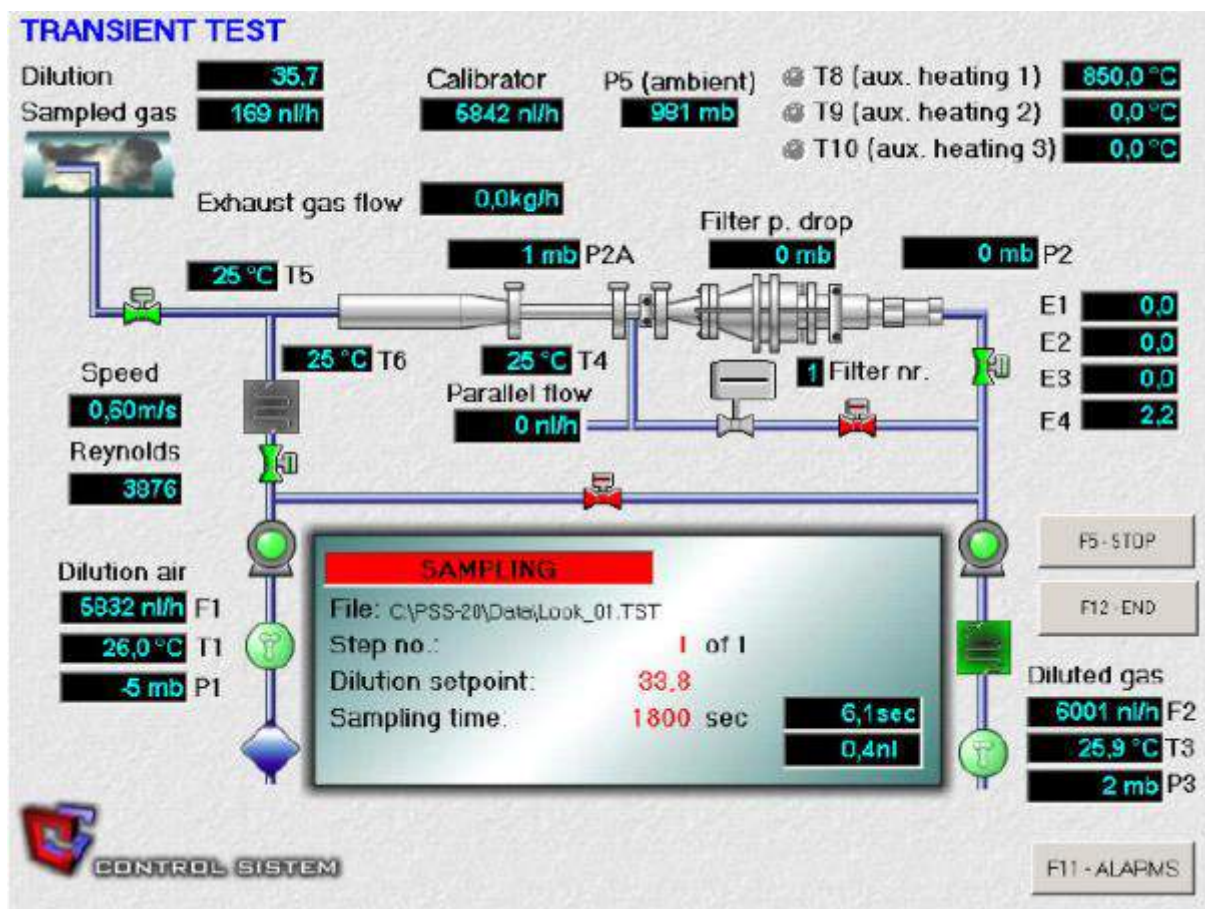 TRANSIENT TEST
Dilution 35,7
Sampled gas 169 nl/h
Calibrator
5842 nl/h
P5 (ambient)
981 mb
T8 (aux. heating 1) 850,0 °C
T9 (aux. heating 2) 0,0 °C
T10 (aux. heating 3) 0,0 °C
Exhaust gas flow 0,0kg/h
Filter p. drop
1 mb P2A
0 mb
0 mb P2
25 °C T5
E1 0,0
E2 0,0
E3 0,0
E4 2,2
25 °C T6
25 °C T4
1 Filter nr.
Speed
0,60m/s
Parallel flow
0 nl/h
Reynolds
3876
SAMPLING
File: C:\PSS-20\Data\Look_01.TST
Step no.: 1 of 1
Dilution setpoint: 33,8
Sampling time: 1800 sec
6,1sec
0,4nl
F5 - STOP
F12 - END
Dilution air
5832 nl/h F1
26,0 °C T1
-5 mb P1
Diluted gas
6001 nl/h F2
25,9 °C T3
2 mb P3
CONTROL SISTEM
F11 - ALARMS